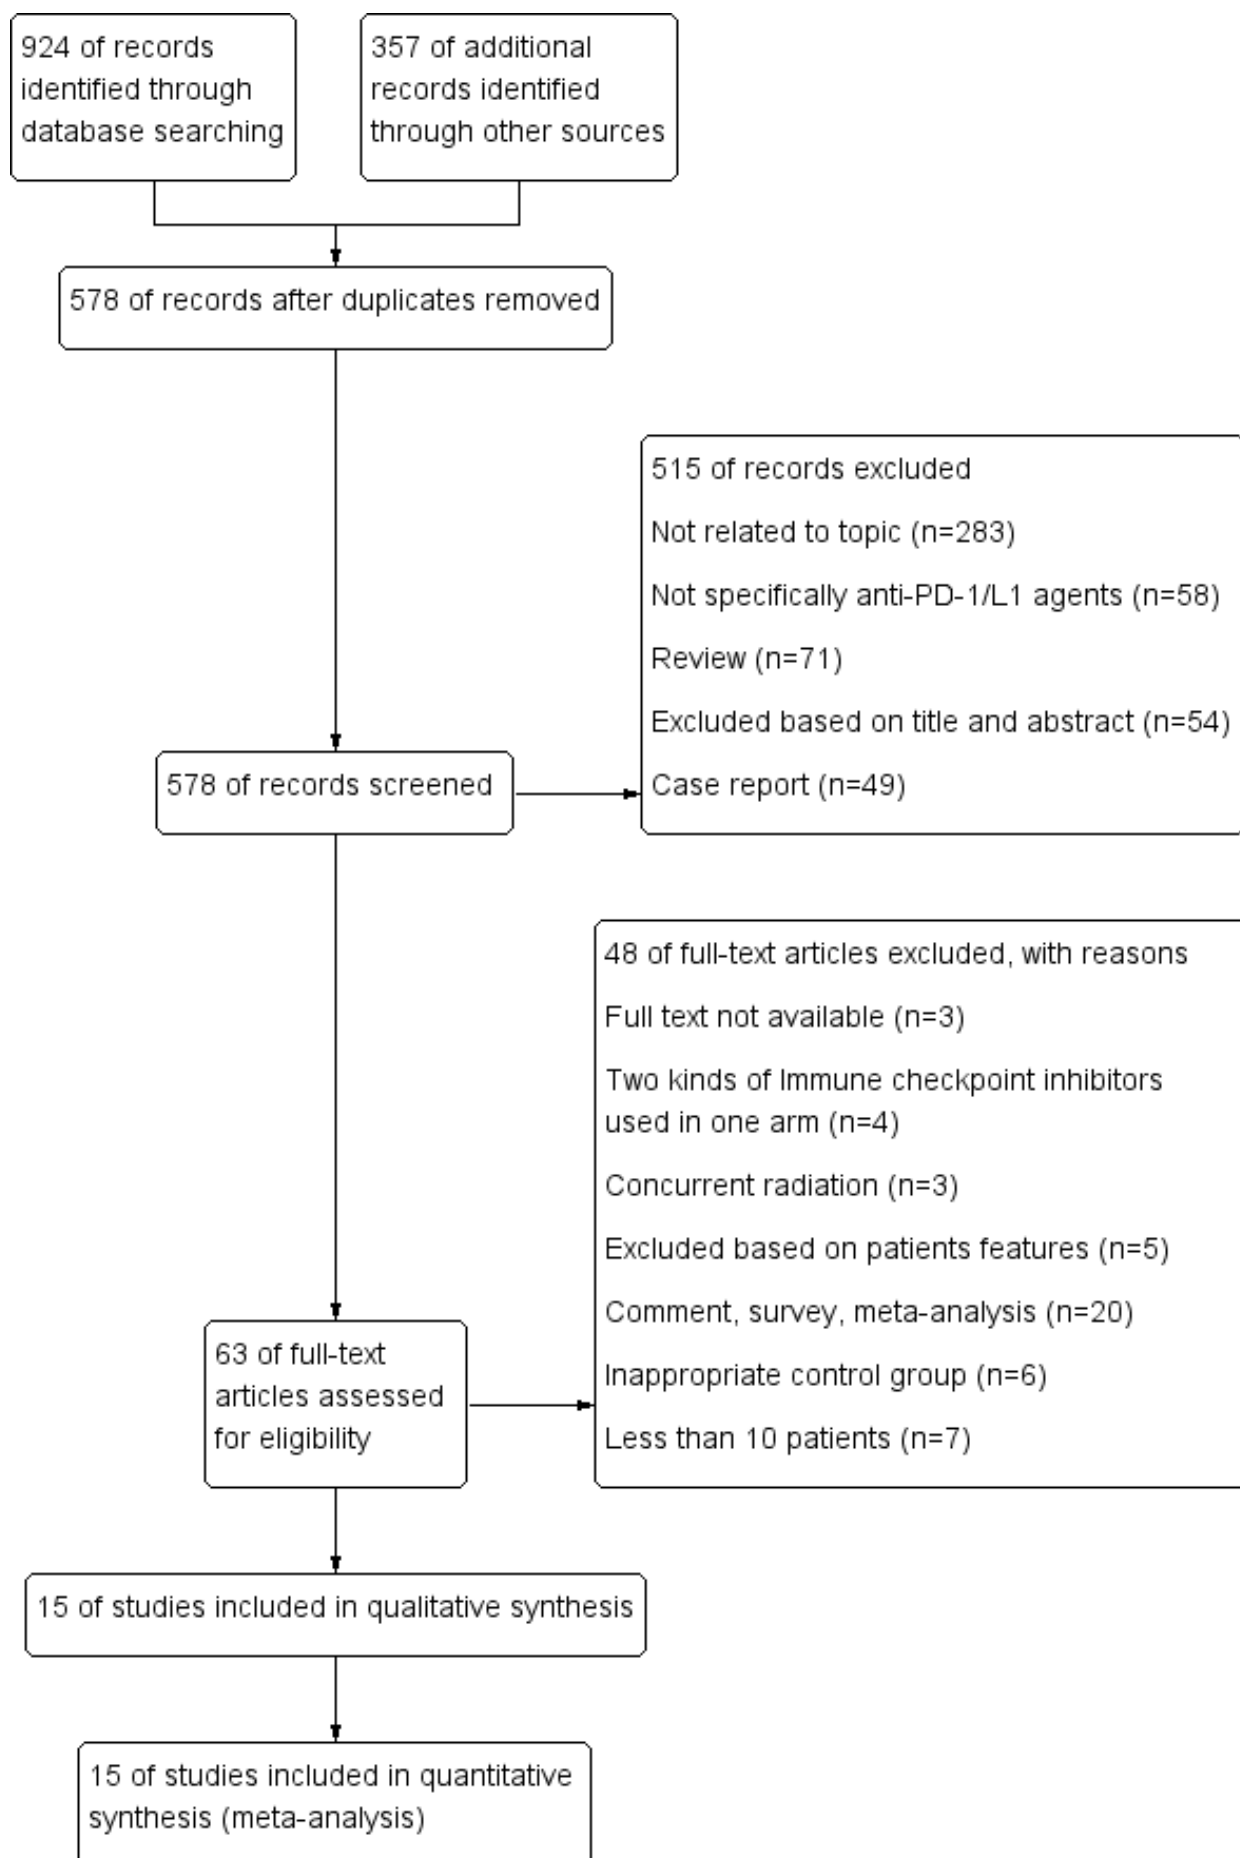 924 of records
identified through
database searching
357 of additional
records identified
through other sources
578 of records after duplicates removed
515 of records excluded
Not related to topic (n=283)
Not specifically anti-PD-1/L1 agents (n=58)
Review (n=71)
Excluded based on title and abstract (n=54)
Case report (n=49)
578 of records screened
48 of full-text articles excluded, with reasons
Full text not available (n=3)
Two kinds of Immune checkpoint inhibitors
used in one arm (n=4)
Concurrent radiation (n=3)
Excluded based on patients features (n=5)
Comment, survey, meta-analysis (n=20)
Inappropriate control group (n=6)
Less than 10 patients (n=7)
63 of full-text
articles assessed
for eligibility
15 of studies included in qualitative synthesis
15 of studies included in quantitative
synthesis (meta-analysis)